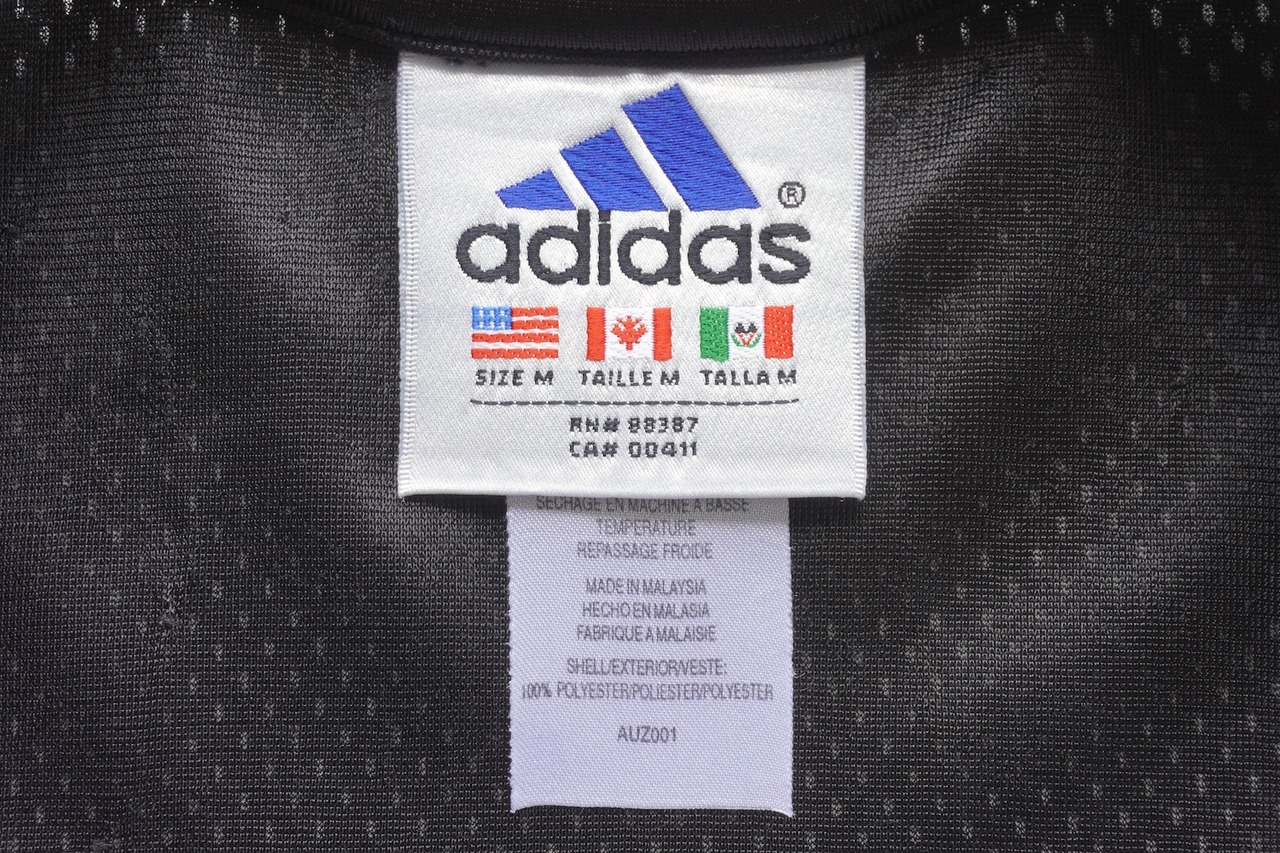 ®
adidas
SIZE M TAILLE M TALLA M
RN# 88387
CA# 00411
SECHAGE EN MACHINE A BASSE
TEMPERATURE
REPASSAGE FROIDE
MADE IN MALAYSIA
HECHO EN MALASIA
FABRIQUE A MALAISIE
SHELL/EXTERIOR/VESTE:
100% POLYESTER/POLIESTER/POLYESTER
AUZ001